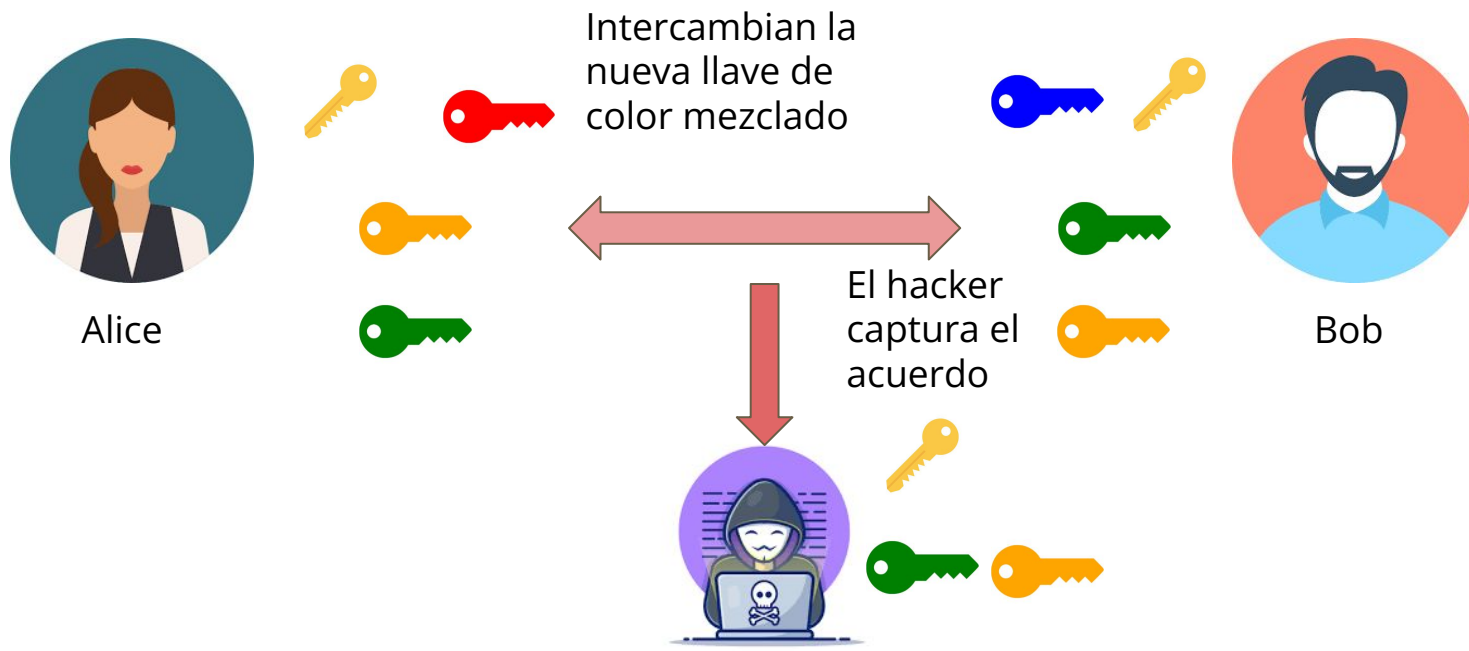 Intercambian la
nueva llave de
color mezclado
El hacker
captura el
acuerdo
Alice
Bob